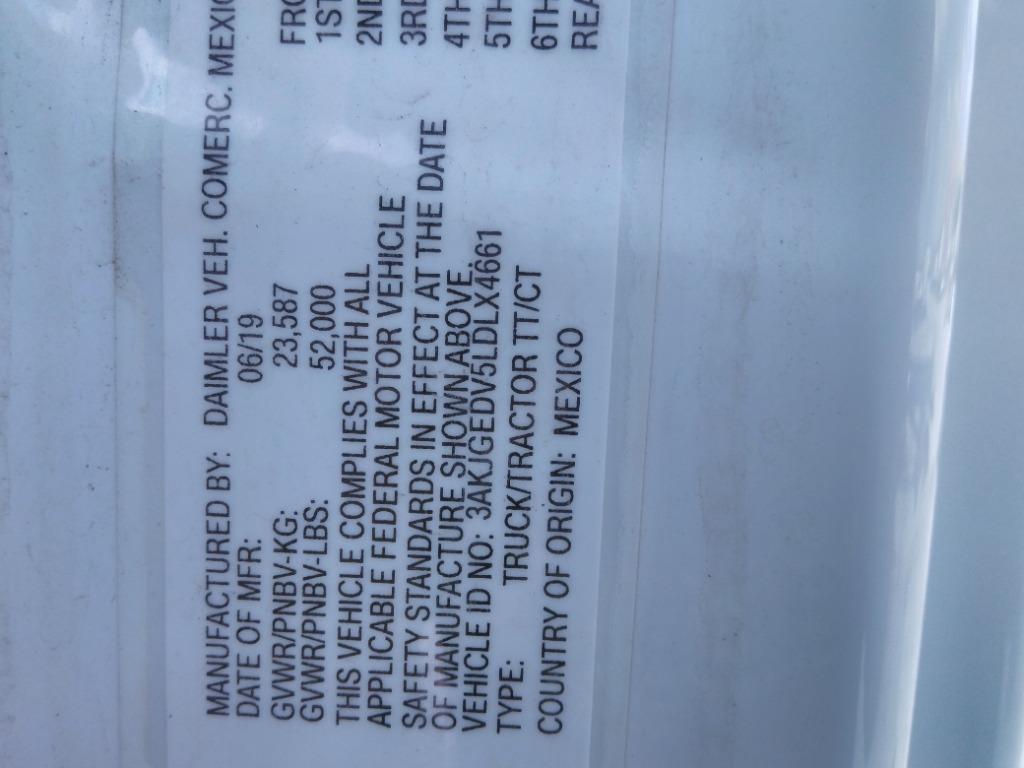 MANUFACTURED BY: DAIMLER VEH. COMERC. MEXIC
DATE OF MFR: 06/19
GVWR/PNBV-KG: 23,587 FRO
GVWR/PNBV-LBS: 52,000 1ST
THIS VEHICLE COMPLIES WITH ALL 2ND
APPLICABLE FEDERAL MOTOR VEHICLE 3RD
SAFETY STANDARDS IN EFFECT AT THE DATE 4TH
OF MANUFACTURE SHOWN ABOVE. 5TH
VEHICLE ID NO: 3AKJGEDV5LDLX4661 6TH
TYPE: TRUCK/TRACTOR TT/CT REA
COUNTRY OF ORIGIN: MEXICO